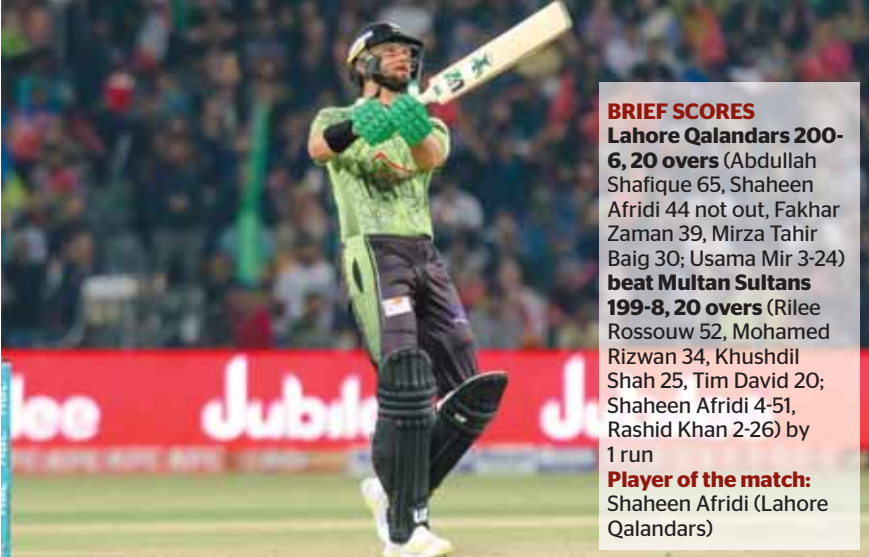 BRIEF SCORES
Lahore Qalandars 200-
6, 20 overs (Abdullah
Shafique 65, Shaheen
Afridi 44 not out, Fakhar
Zaman 39, Mirza Tahir
Baig 30; Usama Mir 3-24)
beat Multan Sultans
199-8, 20 overs (Rilee
Rossouw 52, Mohamed
Rizwan 34, Khushdil
Shah 25, Tim David 20;
Shaheen Afridi 4-51,
Rashid Khan 2-26) by
1 run
Player of the match:
Shaheen Afridi (Lahore
Qalandars)
lee Jubil Ju